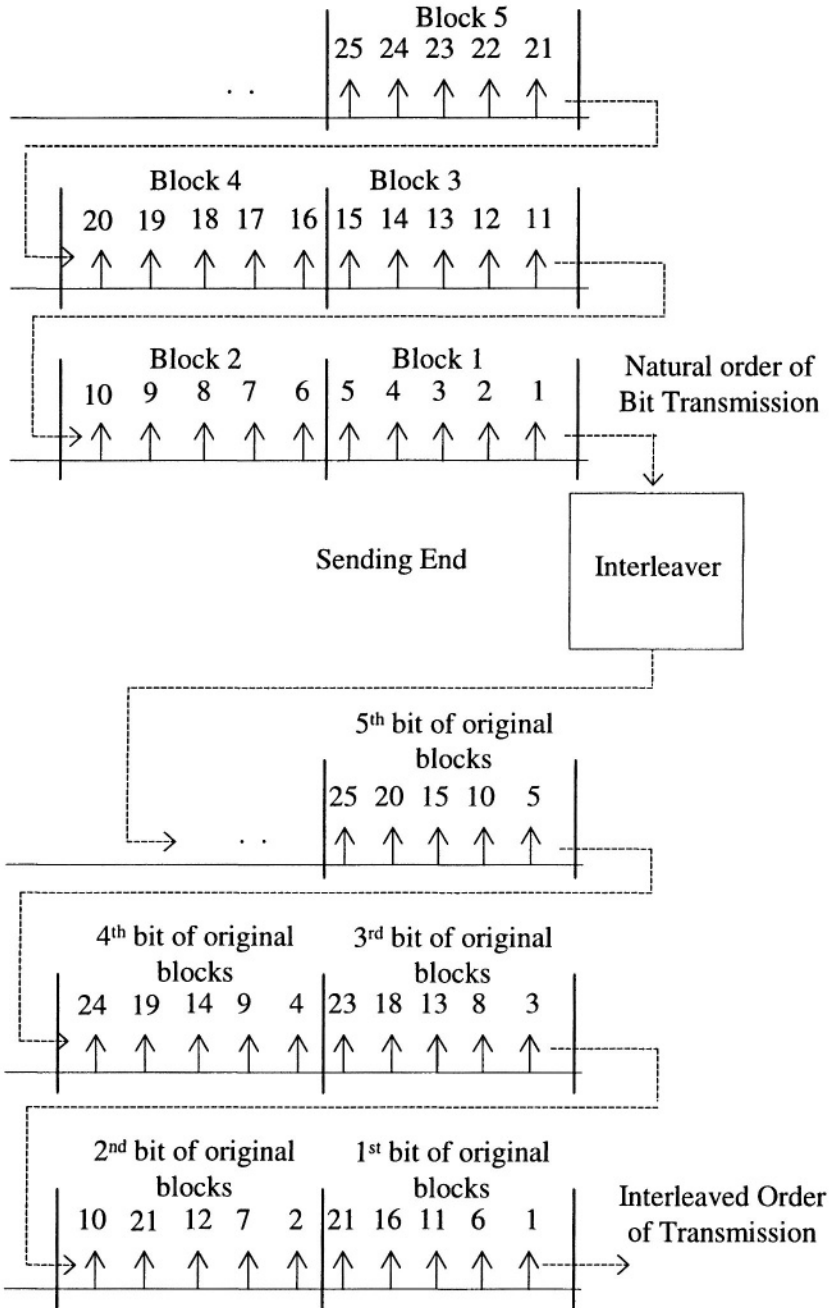 Block 5
25 24 23 22 21
. .
Block 4 Block 3
20 19 18 17 16 15 14 13 12 11
Block 2 Block 1
10 9 8 7 6 5 4 3 2 1
Natural order of
Bit Transmission
Sending End
Interleaver
5th bit of original
blocks
25 20 15 10 5
. .
4th bit of original
blocks
3rd bit of original
blocks
24 19 14 9 4 23 18 13 8 3
2nd bit of original
blocks
1st bit of original
blocks
10 21 12 7 2 21 16 11 6 1
Interleaved Order
of Transmission